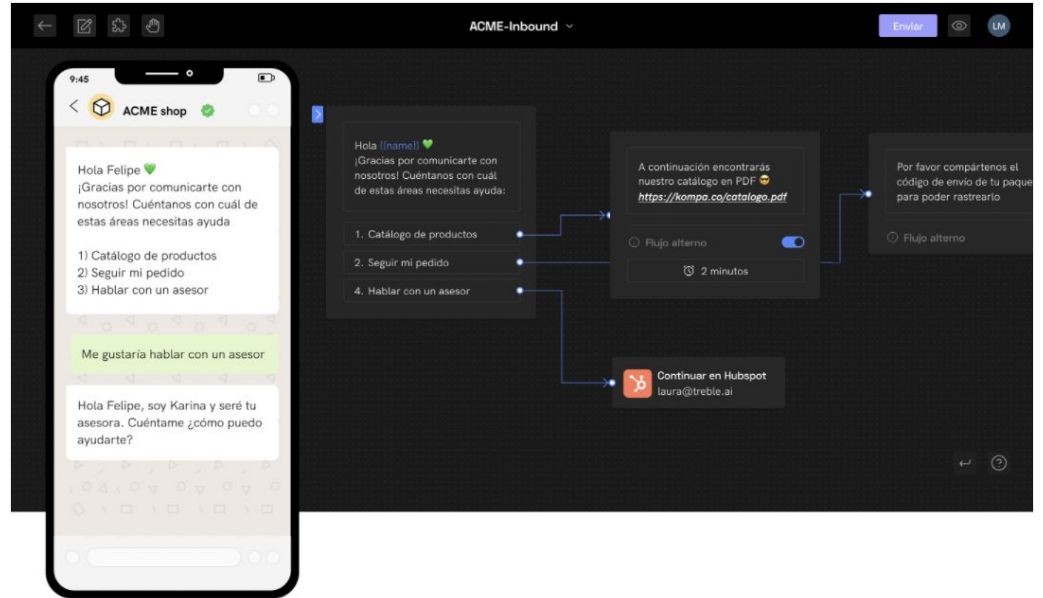 ACME-Inbound
Enviar
LM
9:45
ACME shop
Hola Felipe 💚
¡Gracias por comunicarte con
nosotros! Cuéntanos con cuál de
estas áreas necesitas ayuda
1) Catálogo de productos
2) Seguir mi pedido
3) Hablar con un asesor
Me gustaría hablar con un asesor
Hola Felipe, soy Karina y seré tu
asesora. Cuéntame ¿cómo puedo
ayudarte?
Hola {{name}} 💚
¡Gracias por comunicarte con
nosotros! Cuéntanos con cuál
de estas áreas necesitas ayuda:
1. Catálogo de productos
2. Seguir mi pedido
4. Hablar con un asesor
A continuación encontrarás
nuestro catálogo en PDF 😎
https://kompa.co/catalogo.pdf
Flujo alterno
2 minutos
Continuar en Hubspot
laura@treble.ai
Por favor compártenos el
código de envío de tu paque
para poder rastrearlo
Flujo alterno